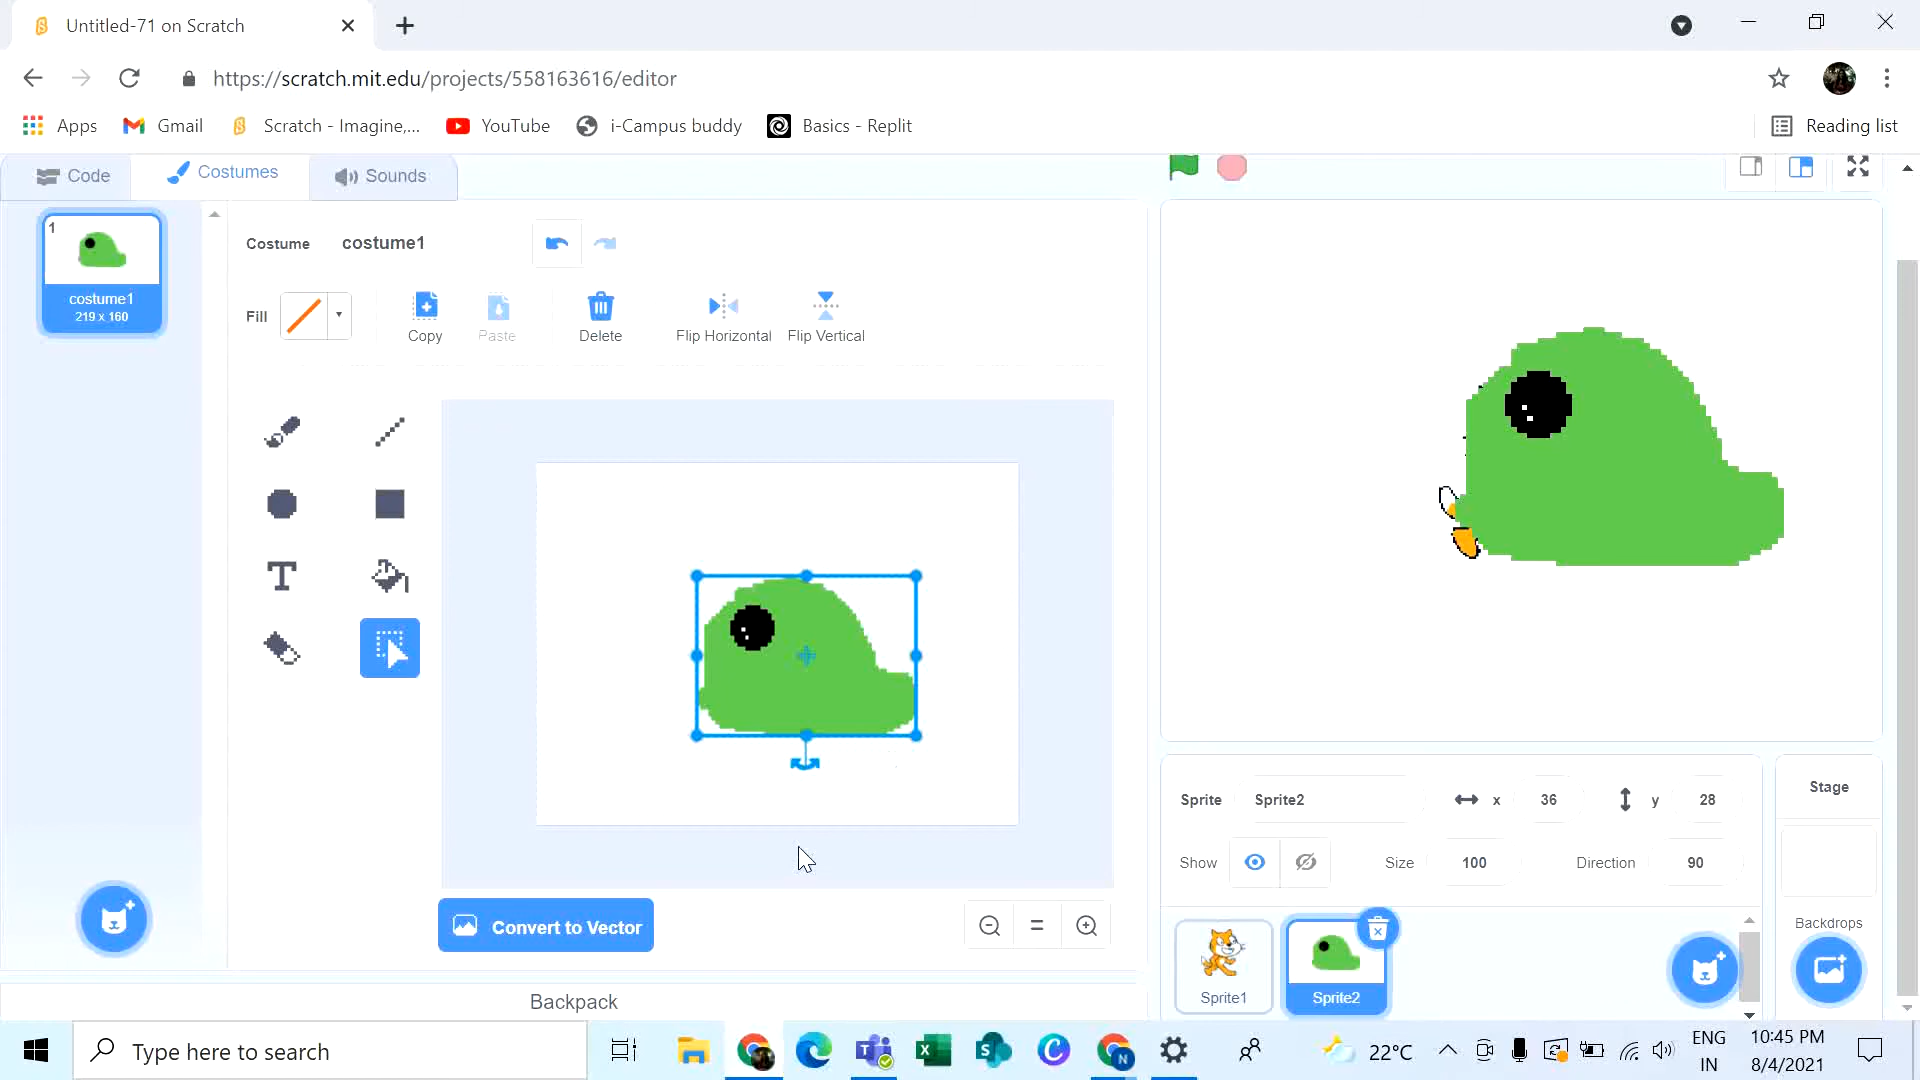 Untitled-71 on Scratch
https://scratch.mit.edu/projects/558163616/editor
Apps Gmail Scratch - Imagine,... YouTube i-Campus buddy Basics - Replit Reading list
Code Costumes Sounds
1
costume1
219 x 160
Costume costume1
Fill Copy Paste Delete Flip Horizontal Flip Vertical
T
Convert to Vector
Backpack
Sprite Sprite2 x 36 y 28
Show Size 100 Direction 90
Sprite1 Sprite2
Stage
Backdrops
Type here to search
22°C
ENG
IN
10:45 PM
8/4/2021